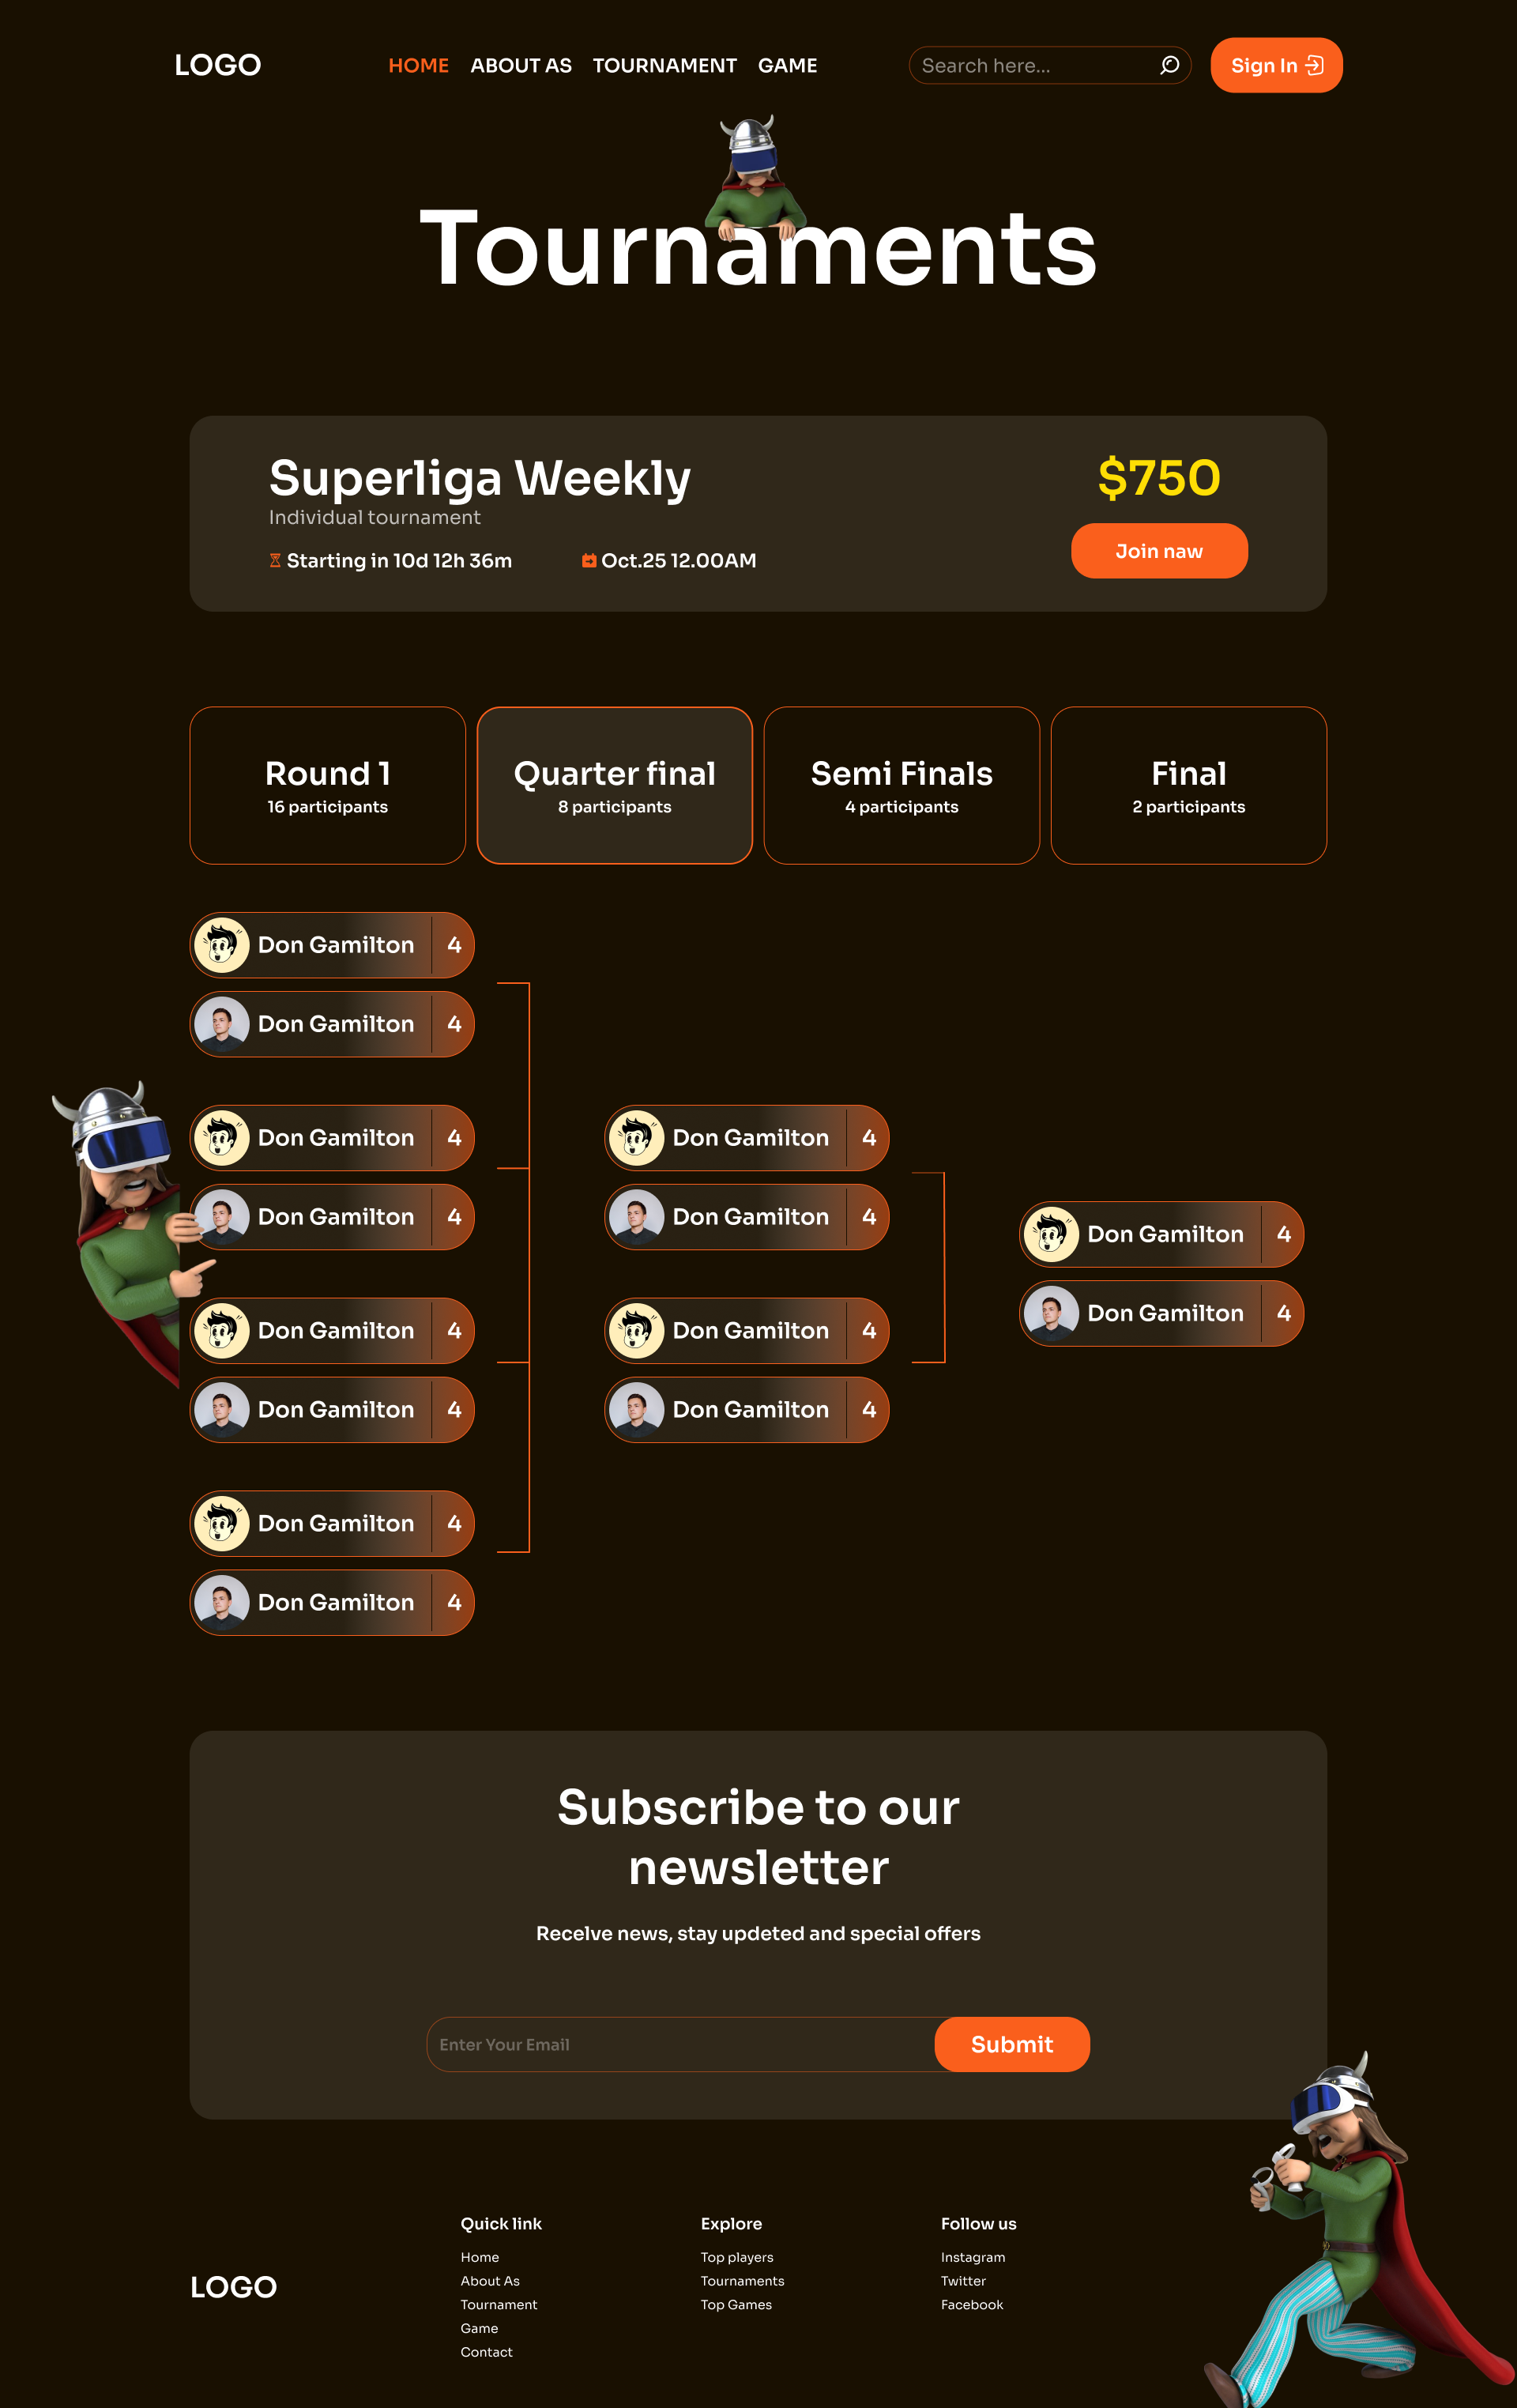 LOGO
HOME ABOUT AS TOURNAMENT GAME
Search here...
Sign In
Tournaments
Superliga Weekly
Individual tournament
Starting in 10d 12h 36m
Oct.25 12.00AM
$750
Join naw
Round 1
16 participants
Quarter final
8 participants
Semi Finals
4 participants
Final
2 participants
Don Gamilton 4
Don Gamilton 4
Don Gamilton 4
Don Gamilton 4
Don Gamilton 4
Don Gamilton 4
Don Gamilton 4
Don Gamilton 4
Don Gamilton 4
Don Gamilton 4
Don Gamilton 4
Don Gamilton 4
Don Gamilton 4
Don Gamilton 4
Subscribe to our
newsletter
Recelve news, stay updeted and special offers
Enter Your Email
Submit
LOGO
Quick link
Home
About As
Tournament
Game
Contact
Explore
Top players
Tournaments
Top Games
Follow us
Instagram
Twitter
Facebook